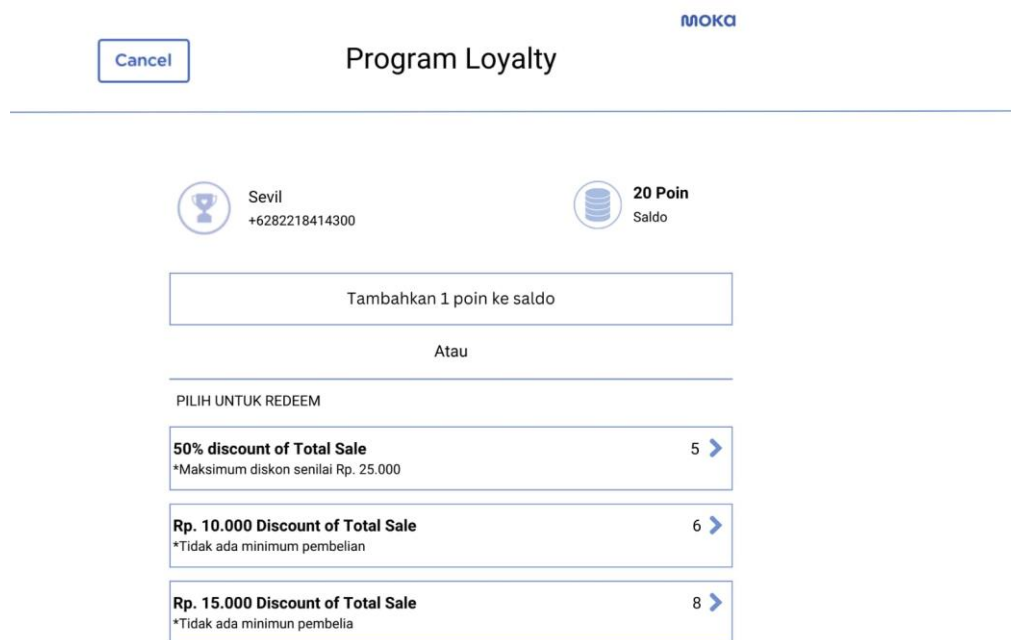 MOKA
Cancel
Program Loyalty
Sevil
+6282218414300
20 Poin
Saldo
Tambahkan 1 poin ke saldo
Atau
PILIH UNTUK REDEEM
50% discount of Total Sale
5
*Maksimum diskon senilai Rp. 25.000
Rp. 10.000 Discount of Total Sale
6
*Tidak ada minimum pembelian
Rp. 15.000 Discount of Total Sale
8
*Tidak ada minimun pembelia